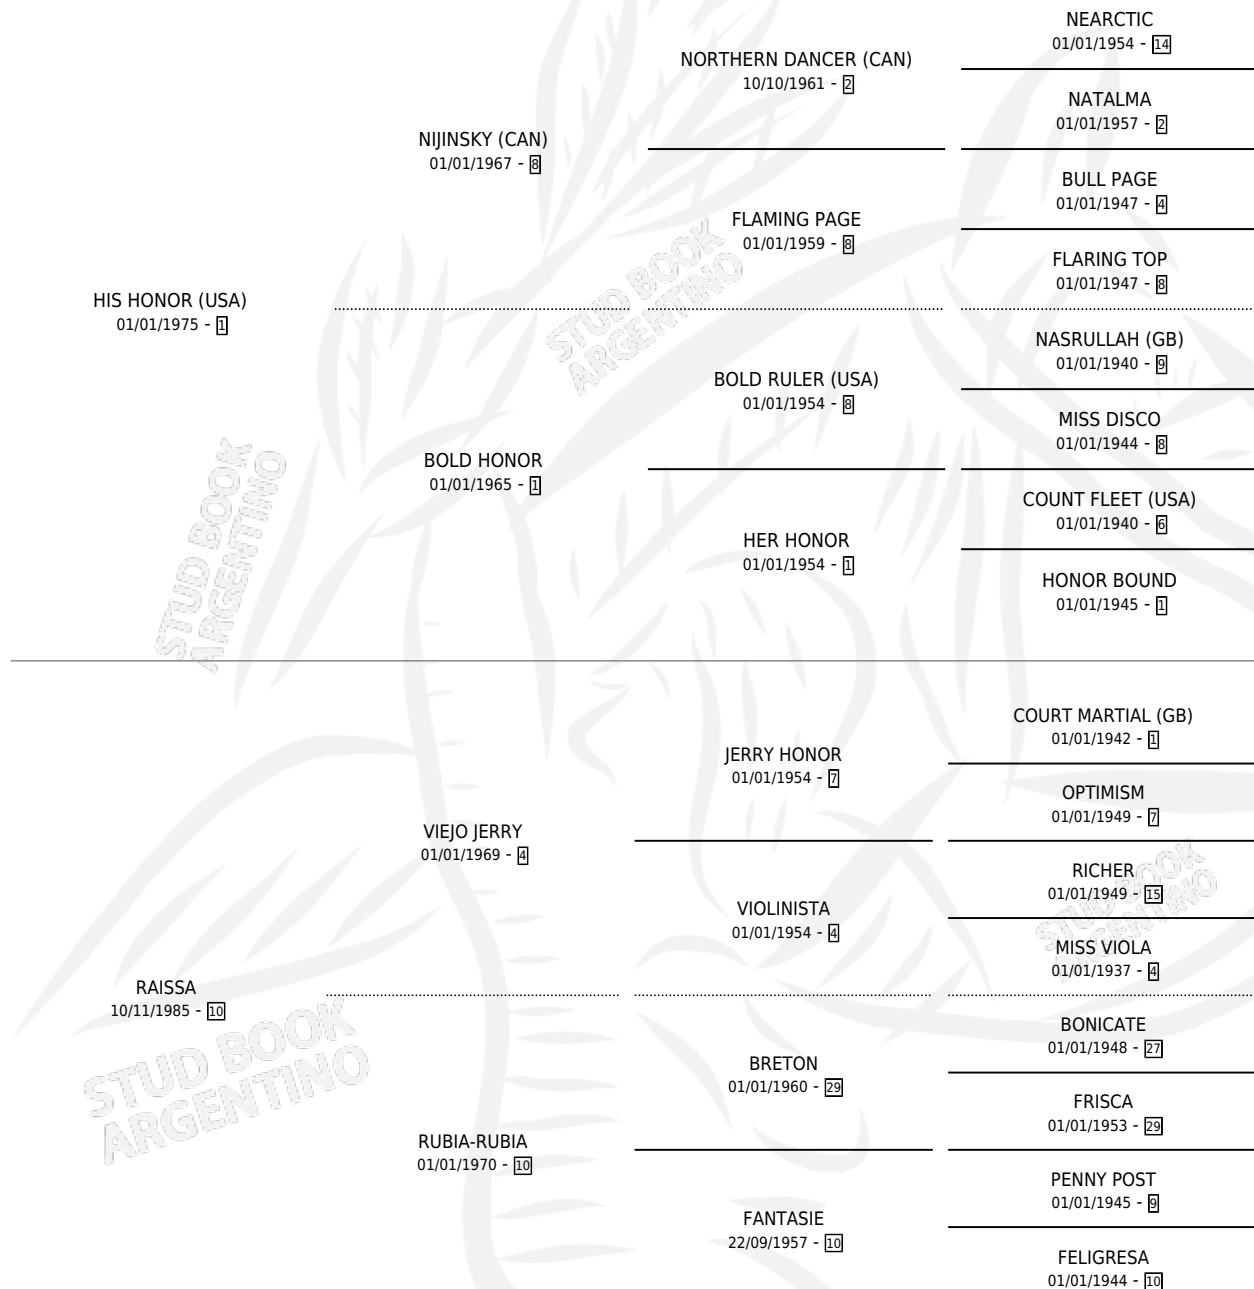 NEARCTIC
01/01/1954 - 14
NORTHERN DANCER (CAN)
10/10/1961 - 2
NATALMA
01/01/1957 - 2
NIJINSKY (CAN)
01/01/1967 - 8
BULL PAGE
01/01/1947 - 4
FLAMING PAGE
01/01/1959 - 8
FLARING TOP
01/01/1947 - 8
HIS HONOR (USA)
01/01/1975 - 1
NASRULLAH (GB)
01/01/1940 - 9
BOLD RULER (USA)
01/01/1954 - 8
MISS DISCO
01/01/1944 - 8
BOLD HONOR
01/01/1965 - 1
COUNT FLEET (USA)
01/01/1940 - 6
HER HONOR
01/01/1954 - 1
HONOR BOUND
01/01/1945 - 1
COURT MARTIAL (GB)
01/01/1942 - 1
JERRY HONOR
01/01/1954 - 7
OPTIMISM
01/01/1949 - 7
VIEJO JERRY
01/01/1969 - 4
RICHER
01/01/1949 - 15
VIOLINISTA
01/01/1954 - 4
MISS VIOLA
01/01/1937 - 4
RAISSA
10/11/1985 - 10
BONICATE
01/01/1948 - 27
BRETON
01/01/1960 - 29
FRISCA
01/01/1953 - 29
RUBIA-RUBIA
01/01/1970 - 10
PENNY POST
01/01/1945 - 9
FANTASIE
22/09/1957 - 10
FELIGRESA
01/01/1944 - 10
STUD BOOK
ARGENTINO
STUD BOOK
ARGENTINO
STUD BOOK
ARGENTINO
STUD BOOK
ARGENTINO